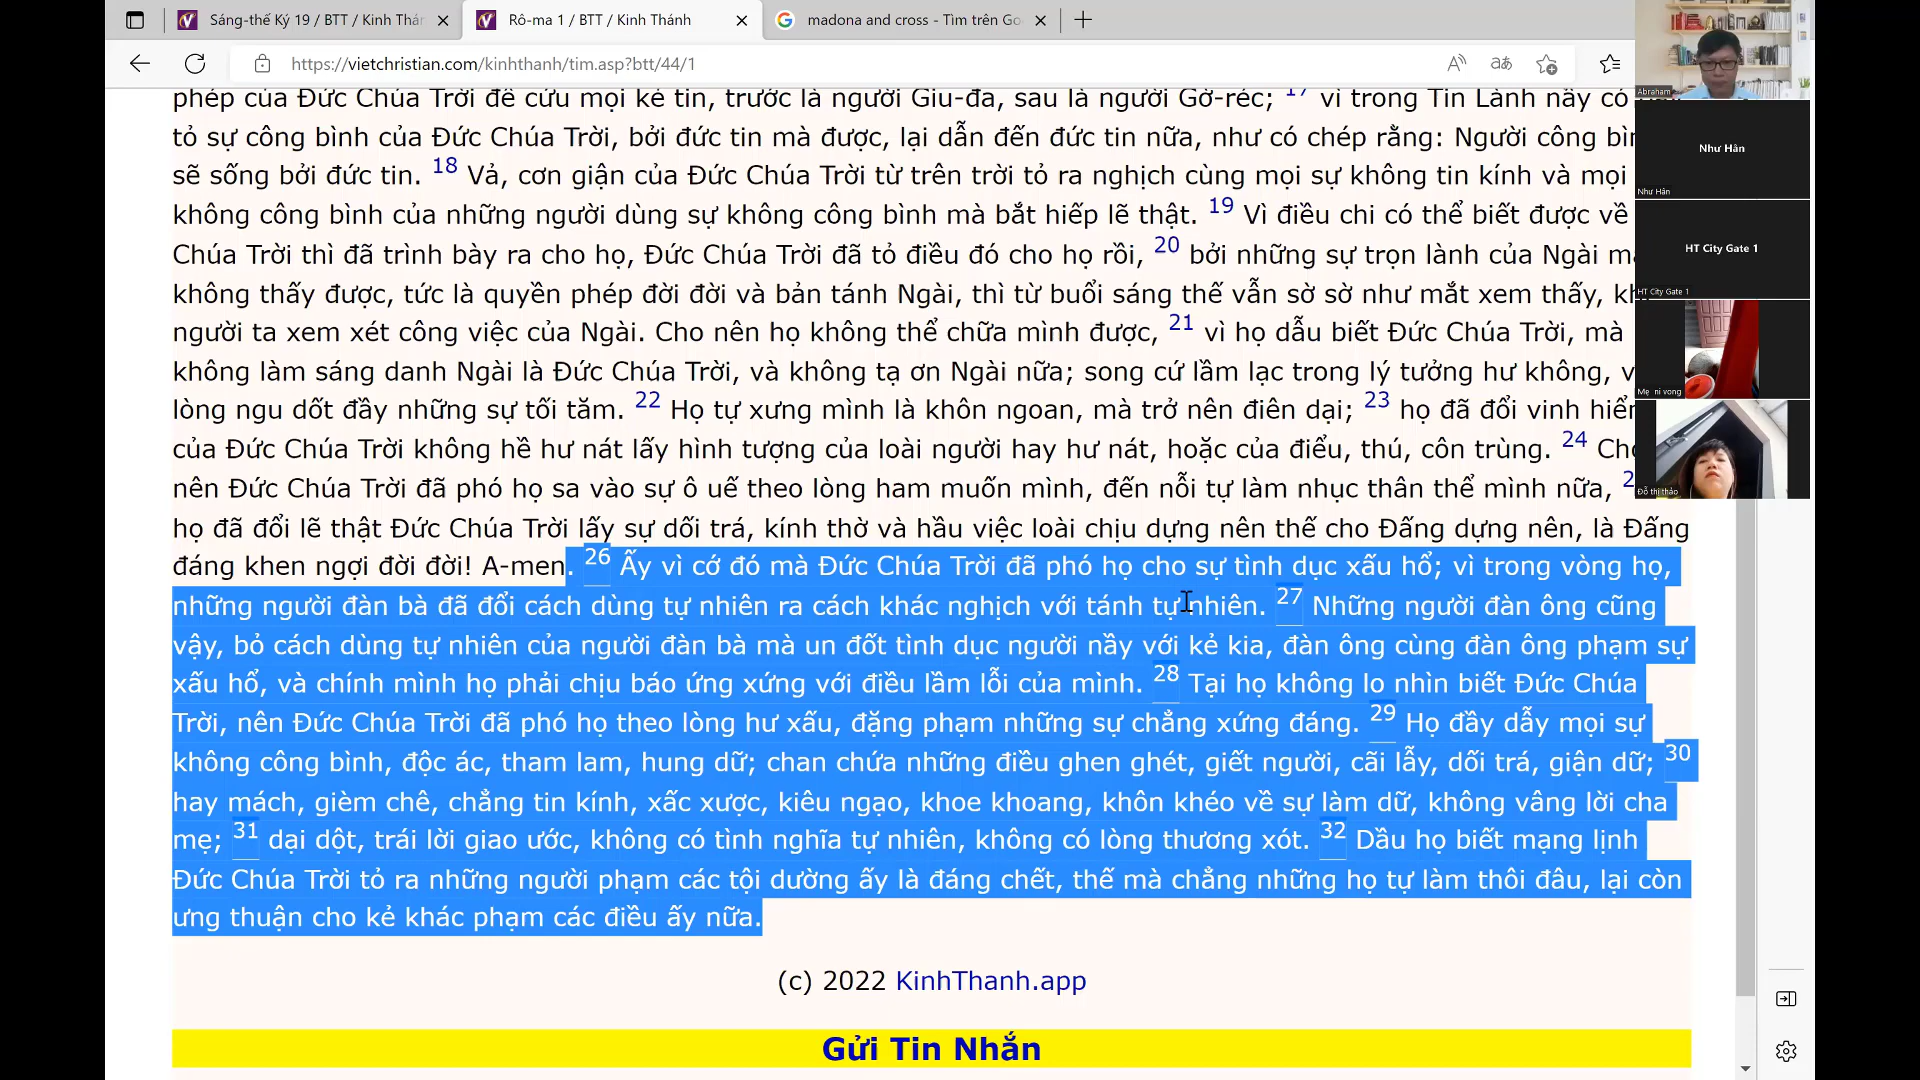 Sáng-thế Ký 19 / BTT / Kinh Thán
Rô-ma 1 / BTT / Kinh Thánh
madona and cross - Tìm trên Go
https://vietchristian.com/kinhthanh/tim.asp?btt/44/1
phép của Đức Chúa Trời để cứu mọi kẻ tin, trước là người Giu-đa, sau là người Gờ-réc; 17 vì trong Tin Lành nầy có
tỏ sự công bình của Đức Chúa Trời, bởi đức tin mà được, lại dẫn đến đức tin nữa, như có chép rằng: Người công bìn
sẽ sống bởi đức tin. 18 Vả, cơn giận của Đức Chúa Trời từ trên trời tỏ ra nghịch cùng mọi sự không tin kính và mọi
không công bình của những người dùng sự không công bình mà bắt hiếp lẽ thật. 19 Vì điều chi có thể biết được về
Chúa Trời thì đã trình bày ra cho họ, Đức Chúa Trời đã tỏ điều đó cho họ rồi, 20 bởi những sự trọn lành của Ngài m
không thấy được, tức là quyền phép đời đời và bản tánh Ngài, thì từ buổi sáng thế vẫn sờ sờ như mắt xem thấy, kh
người ta xem xét công việc của Ngài. Cho nên họ không thể chữa mình được, 21 vì họ dẫu biết Đức Chúa Trời, mà
không làm sáng danh Ngài là Đức Chúa Trời, và không tạ ơn Ngài nữa; song cứ lầm lạc trong lý tưởng hư không, v
lòng ngu dốt đầy những sự tối tăm. 22 Họ tự xưng mình là khôn ngoan, mà trở nên điên dại; 23 họ đã đổi vinh hiển
của Đức Chúa Trời không hề hư nát lấy hình tượng của loài người hay hư nát, hoặc của điểu, thú, côn trùng. 24 Cho
nên Đức Chúa Trời đã phó họ sa vào sự ô uế theo lòng ham muốn mình, đến nỗi tự làm nhục thân thể mình nữa, 2
họ đã đổi lẽ thật Đức Chúa Trời lấy sự dối trá, kính thờ và hầu việc loài chịu dựng nên thế cho Đấng dựng nên, là Đấng
đáng khen ngợi đời đời! A-men. 26 Ấy vì cớ đó mà Đức Chúa Trời đã phó họ cho sự tình dục xấu hổ; vì trong vòng họ,
những người đàn bà đã đổi cách dùng tự nhiên ra cách khác nghịch với tánh tự nhiên. 27 Những người đàn ông cũng
vậy, bỏ cách dùng tự nhiên của người đàn bà mà un đốt tình dục người nầy với kẻ kia, đàn ông cùng đàn ông phạm sự
xấu hổ, và chính mình họ phải chịu báo ứng xứng với điều lầm lỗi của mình. 28 Tại họ không lo nhìn biết Đức Chúa
Trời, nên Đức Chúa Trời đã phó họ theo lòng hư xấu, đặng phạm những sự chẳng xứng đáng. 29 Họ đầy dẫy mọi sự
không công bình, độc ác, tham lam, hung dữ; chan chứa những điều ghen ghét, giết người, cãi lẫy, dối trá, giận dữ; 30
hay mách, gièm chê, chẳng tin kính, xấc xược, kiêu ngạo, khoe khoang, khôn khéo về sự làm dữ, không vâng lời cha
mẹ; 31 dại dột, trái lời giao ước, không có tình nghĩa tự nhiên, không có lòng thương xót. 32 Dầu họ biết mạng lịnh
Đức Chúa Trời tỏ ra những người phạm các tội dường ấy là đáng chết, thế mà chẳng những họ tự làm thôi đâu, lại còn
ưng thuận cho kẻ khác phạm các điều ấy nữa.
(c) 2022 KinhThanh.app
Gửi Tin Nhắn
Abraham
Như Hân
Như Hân
HT City Gate 1
HT City Gate 1
Mẹ ni vong
Đỗ thị thảo